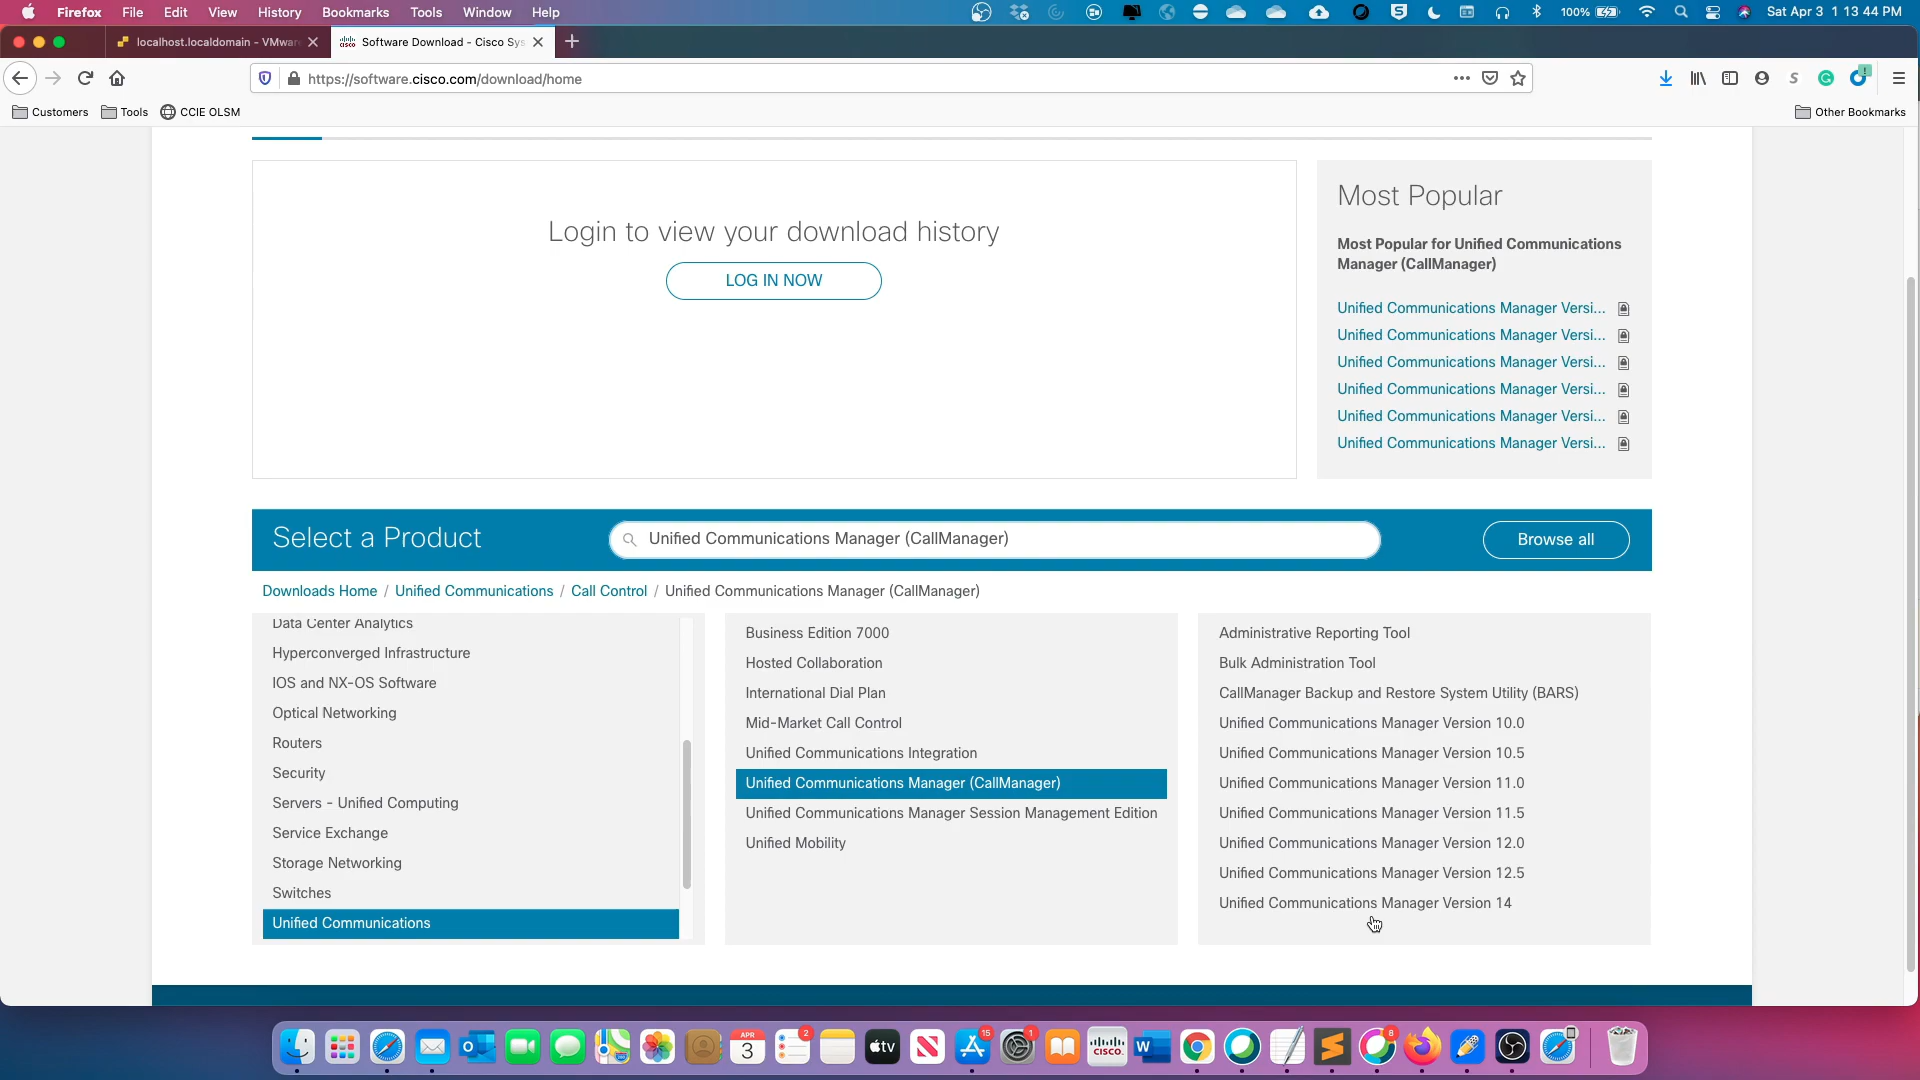 Firefox File Edit View History Bookmarks Tools Window Help 100% Sat Apr 3 1 13 44 PM
localhost.localdomain - VMwar
Software Download - Cisco Sys
https://software.cisco.com/download/home
Customers Tools CCIE OLSM Other Bookmarks
Login to view your download history
LOG IN NOW
Most Popular
Most Popular for Unified Communications
Manager (CallManager)
Unified Communications Manager Versi...
Unified Communications Manager Versi...
Unified Communications Manager Versi...
Unified Communications Manager Versi...
Unified Communications Manager Versi...
Unified Communications Manager Versi...
Select a Product
Unified Communications Manager (CallManager)
Browse all
Downloads Home / Unified Communications / Call Control / Unified Communications Manager (CallManager)
Data Center Analytics
Hyperconverged Infrastructure
IOS and NX-OS Software
Optical Networking
Routers
Security
Servers - Unified Computing
Service Exchange
Storage Networking
Switches
Unified Communications
Business Edition 7000
Hosted Collaboration
International Dial Plan
Mid-Market Call Control
Unified Communications Integration
Unified Communications Manager (CallManager)
Unified Communications Manager Session Management Edition
Unified Mobility
Administrative Reporting Tool
Bulk Administration Tool
CallManager Backup and Restore System Utility (BARS)
Unified Communications Manager Version 10.0
Unified Communications Manager Version 10.5
Unified Communications Manager Version 11.0
Unified Communications Manager Version 11.5
Unified Communications Manager Version 12.0
Unified Communications Manager Version 12.5
Unified Communications Manager Version 14
APR
3
2
tv
15
1
CISCO
W
8